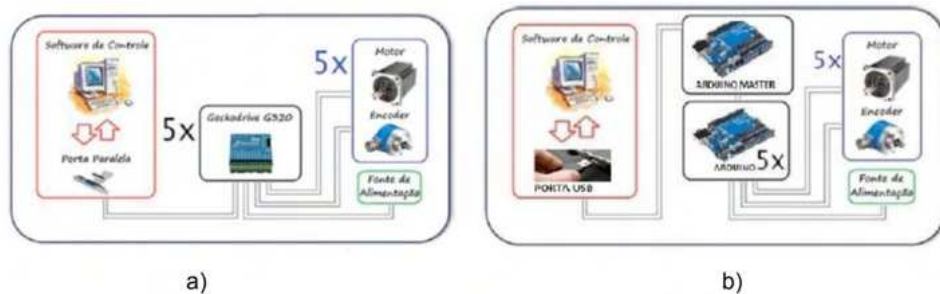 Software de Controle
Porta Paralela
5x
Geckodrive G320
5x
Motor
Encoder
Fonte de
Alimentação
a)
Software de Controle
PORTA USB
ARDUINO MASTER
ARDUINO 5x
5x
Motor
Encoder
Fonte de
Alimentação
b)